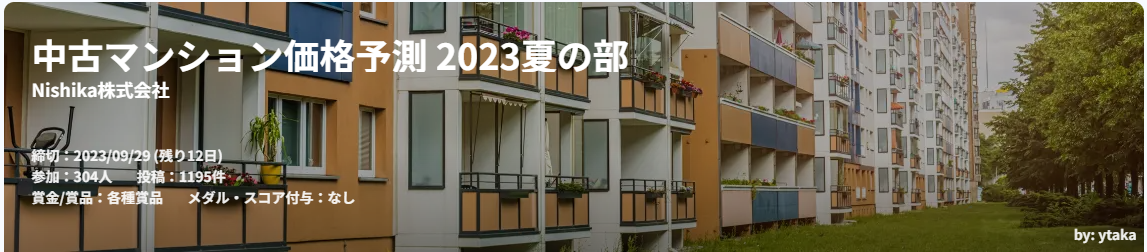 中古マンション価格予測 2023夏の部
Nishika株式会社
締切：2023/09/29 (残り12日)
参加：304人　　投稿：1195件
賞金/賞品：各種賞品　　メダル・スコア付与：なし
by: ytaka